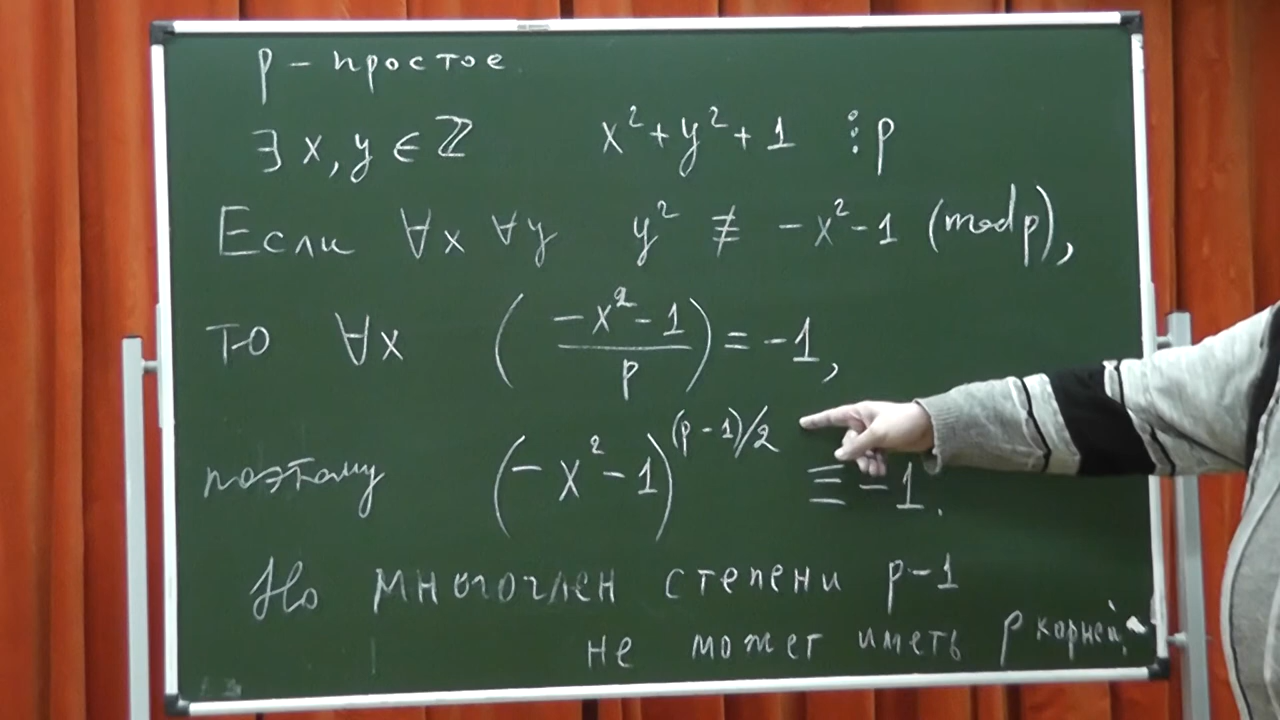 p – простое
∃ x, y ∈ ℤ x² + y² + 1 ⋮ p
Если ∀x ∀y y² ≢ -x² - 1 (mod p),
то ∀x ((-x² - 1)/p) = -1,
поэтому (-x² - 1)^((p - 1)/2) ≡ -1.
Но многочлен степени p-1
не может иметь p корней.